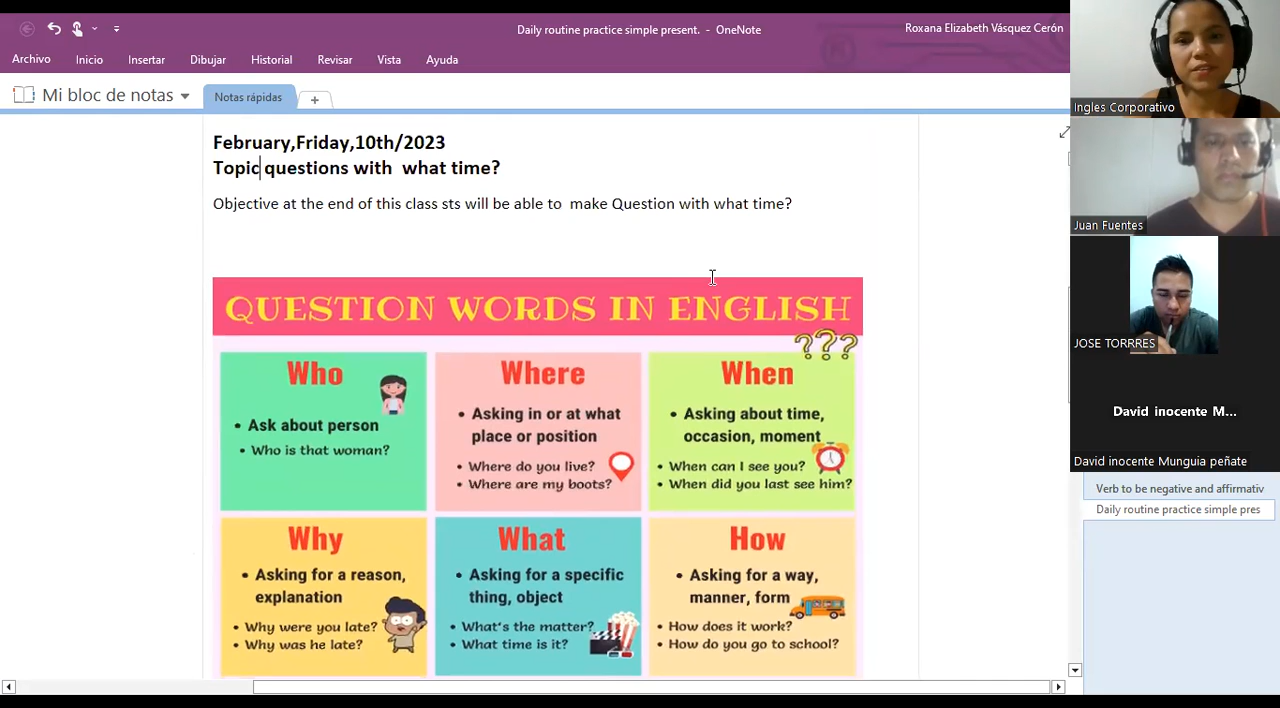 Daily routine practice simple present. - OneNote
Roxana Elizabeth Vásquez Cerón
Archivo Inicio Insertar Dibujar Historial Revisar Vista Ayuda
Mi bloc de notas
Notas rápidas
February,Friday,10th/2023
Topic questions with what time?
Objective at the end of this class sts will be able to make Question with what time?
QUESTION WORDS IN ENGLISH
???
Who
• Ask about person
• Who is that woman?
Where
• Asking in or at what
place or position
• Where do you live?
• Where are my boots?
When
• Asking about time,
occasion, moment
• When can I see you?
• When did you last see him?
Why
• Asking for a reason,
explanation
• Why were you late?
• Why was he late?
What
• Asking for a specific
thing, object
• What's the matter?
• What time is it?
How
• Asking for a way,
manner, form
• How does it work?
• How do you go to school?
Ingles Corporativo
Juan Fuentes
JOSE TORRRES
David inocente M...
David inocente Munguia peñate
Verb to be negative and affirmativ
Daily routine practice simple pres